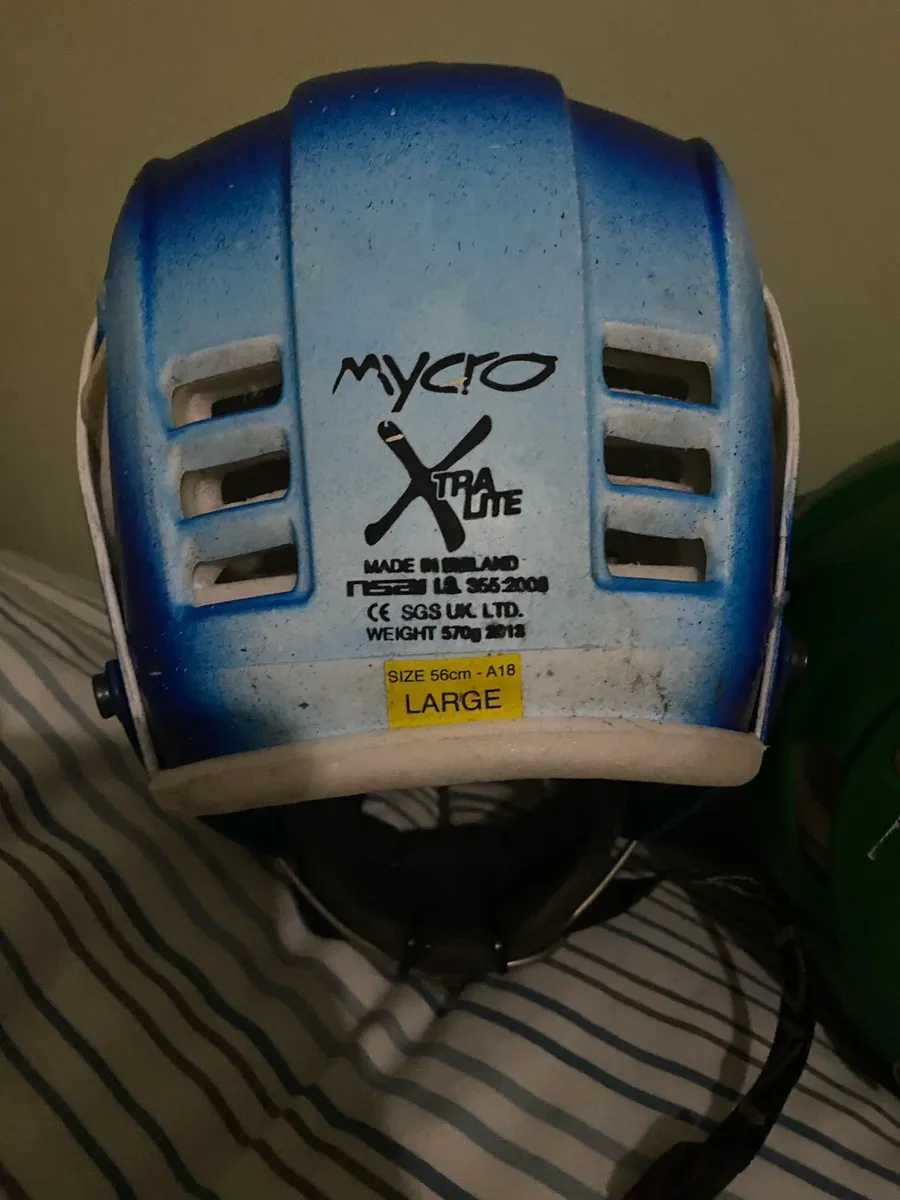 mycro
XTRA
LITE
MADE IN IRELAND
nsai I.S. 355:2006
CE SGS UK. LTD.
WEIGHT 570g 2013
SIZE 56cm - A18
LARGE